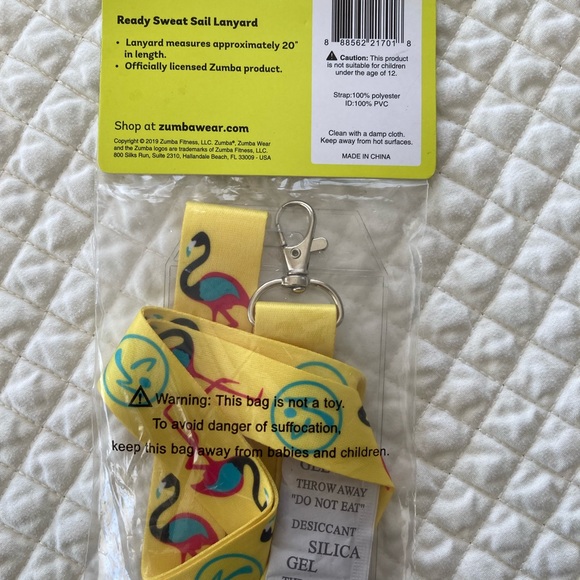 Ready Sweat Sail Lanyard
• Lanyard measures approximately 20"
in length.
• Officially licensed Zumba product.
Shop at zumbawear.com
Copyright © 2019 Zumba Fitness, LLC. Zumba®, Zumba Wear
and the Zumba logos are trademarks of Zumba Fitness, LLC.
800 Silks Run, Suite 2310, Hallandale Beach, FL 33009 - USA
8 88562 21701 8
Caution: This product
is not suitable for children
under the age of 12.
Strap:100% polyester
ID:100% PVC
Clean with a damp cloth.
Keep away from hot surfaces.
MADE IN CHINA
Warning: This bag is not a toy.
To avoid danger of suffocation,
keep this bag away from babies and children.
GEL
THROW AWAY
"DO NOT EAT"
DESICCANT
SILICA
GEL